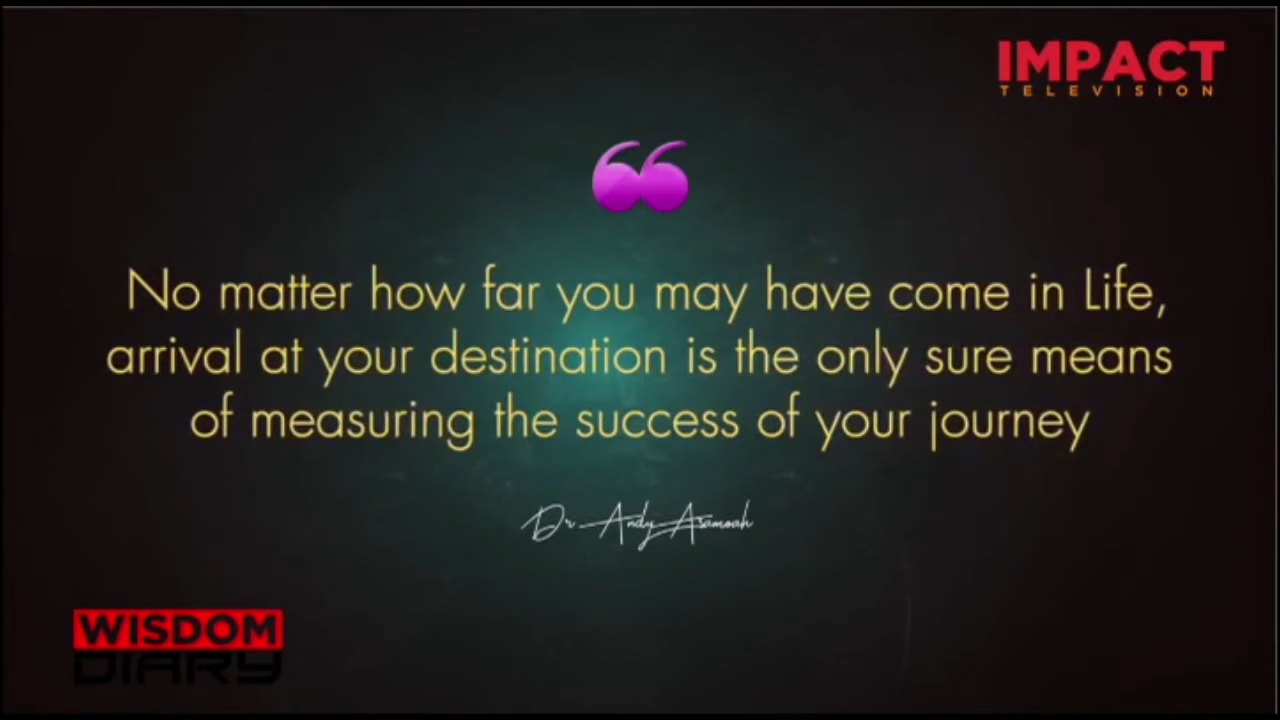 IMPACT
TELEVISION
❝
No matter how far you may have come in Life,
arrival at your destination is the only sure means
of measuring the success of your journey
Dr Andy Asamoah
WISDOM
DIARY